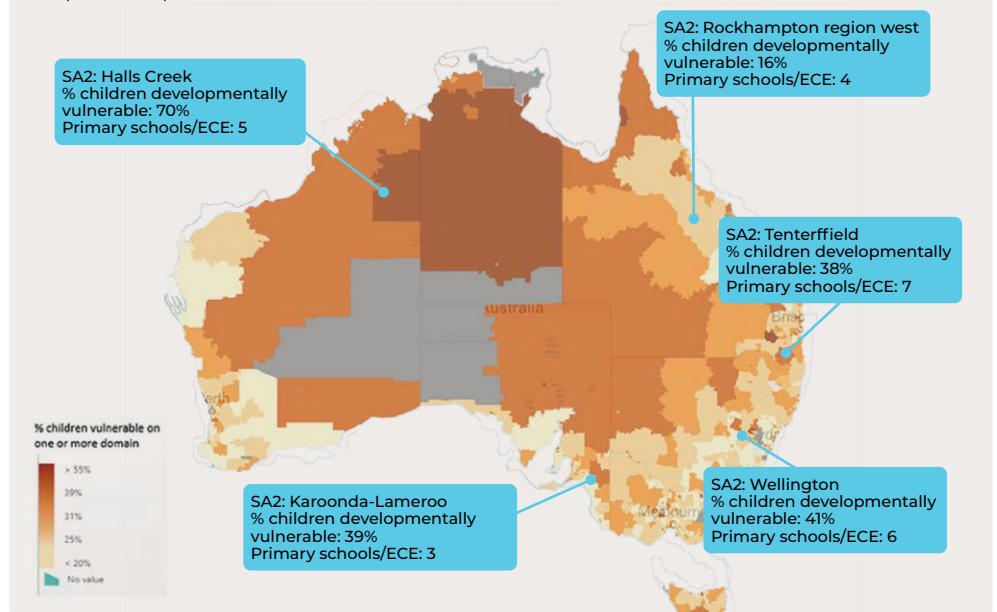 SA2: Rockhampton region west
% children developmentally
vulnerable: 16%
Primary schools/ECE: 4
SA2: Halls Creek
% children developmentally
vulnerable: 70%
Primary schools/ECE: 5
SA2: Tenterffield
% children developmentally
vulnerable: 38%
Primary schools/ECE: 7
ustralia
Brisb
erth
% children vulnerable on
one or more domain
> 55%
39%
31%
25%
< 20%
No value
SA2: Karoonda-Lameroo
% children developmentally
vulnerable: 39%
Primary schools/ECE: 3
SA2: Wellington
% children developmentally
vulnerable: 41%
Primary schools/ECE: 6